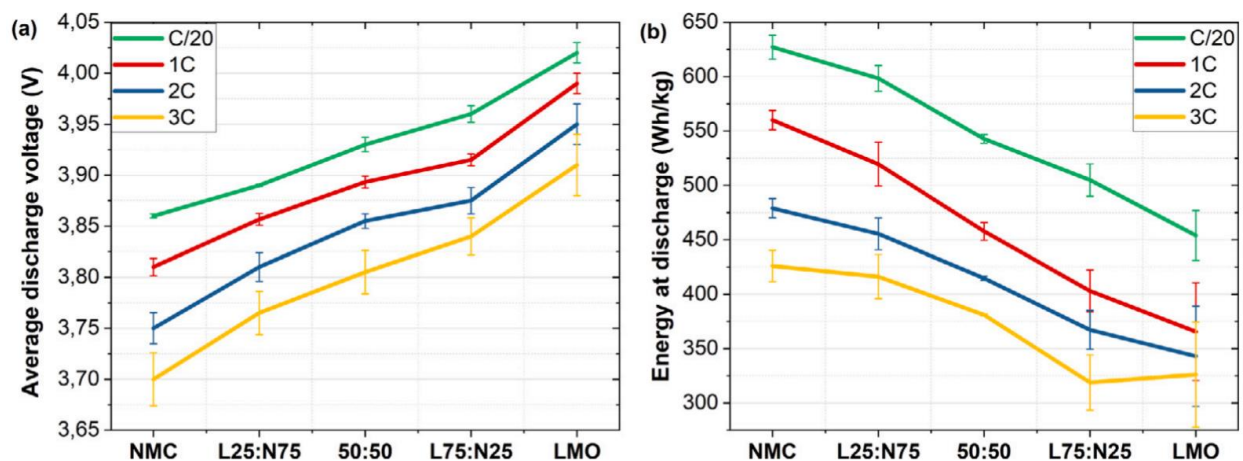 (a)
Average discharge voltage (V)
4,05
4,00
3,95
3,90
3,85
3,80
3,75
3,70
3,65
C/20
1C
2C
3C
NMC L25:N75 50:50 L75:N25 LMO
(b)
Energy at discharge (Wh/kg)
650
600
550
500
450
400
350
300
C/20
1C
2C
3C
NMC L25:N75 50:50 L75:N25 LMO